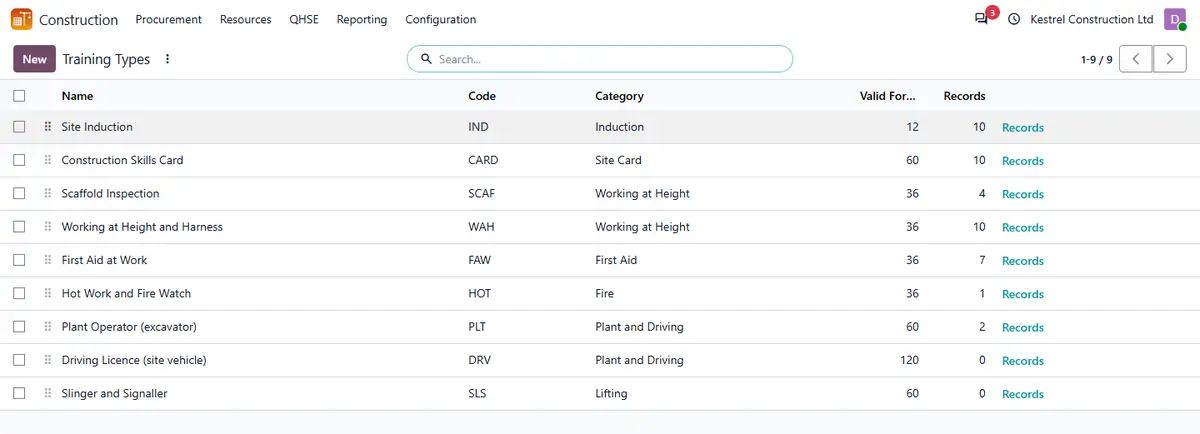 Construction Procurement Resources QHSE Reporting Configuration 3 Kestrel Construction Ltd D
New Training Types Search... 1-9 / 9
Name Code Category Valid For... Records
Site Induction IND Induction 12 10 Records
Construction Skills Card CARD Site Card 60 10 Records
Scaffold Inspection SCAF Working at Height 36 4 Records
Working at Height and Harness WAH Working at Height 36 10 Records
First Aid at Work FAW First Aid 36 7 Records
Hot Work and Fire Watch HOT Fire 36 1 Records
Plant Operator (excavator) PLT Plant and Driving 60 2 Records
Driving Licence (site vehicle) DRV Plant and Driving 120 0 Records
Slinger and Signaller SLS Lifting 60 0 Records